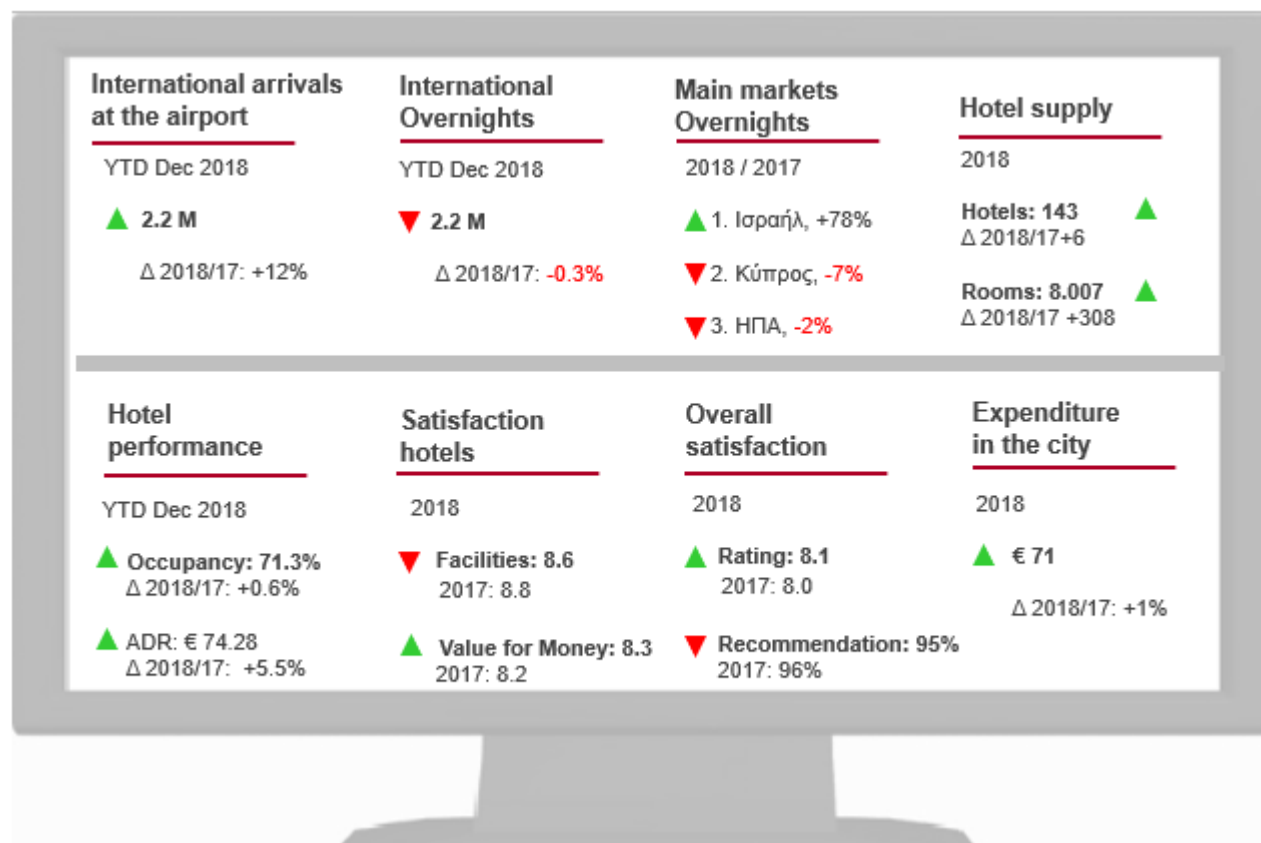 International arrivals
at the airport
YTD Dec 2018
2.2 M
Δ 2018/17: +12%
International
Overnights
YTD Dec 2018
2.2 M
Δ 2018/17: -0.3%
Main markets
Overnights
2018 / 2017
1. Ισραήλ, +78%
2. Κύπρος, -7%
3. ΗΠΑ, -2%
Hotel supply
2018
Hotels: 143
Δ 2018/17+6
Rooms: 8.007
Δ 2018/17 +308
Hotel
performance
YTD Dec 2018
Occupancy: 71.3%
Δ 2018/17: +0.6%
ADR: € 74.28
Δ 2018/17: +5.5%
Satisfaction
hotels
2018
Facilities: 8.6
2017: 8.8
Value for Money: 8.3
2017: 8.2
Overall
satisfaction
2018
Rating: 8.1
2017: 8.0
Recommendation: 95%
2017: 96%
Expenditure
in the city
2018
€ 71
Δ 2018/17: +1%